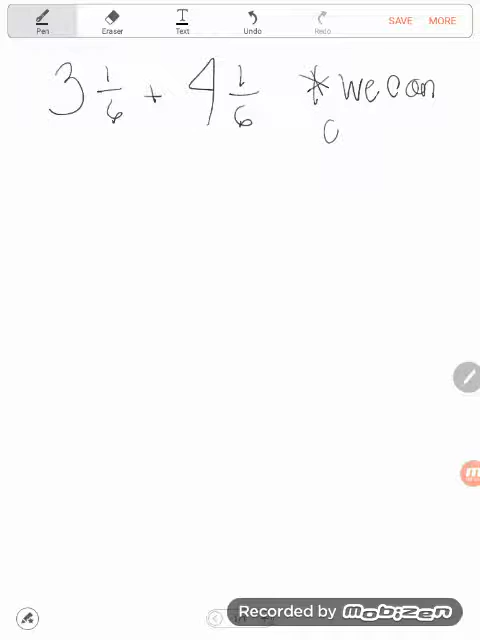 Pen Eraser Text Undo Redo SAVE MORE
3 1/6 + 4 1/6 * we can
c
Recorded by mobizen